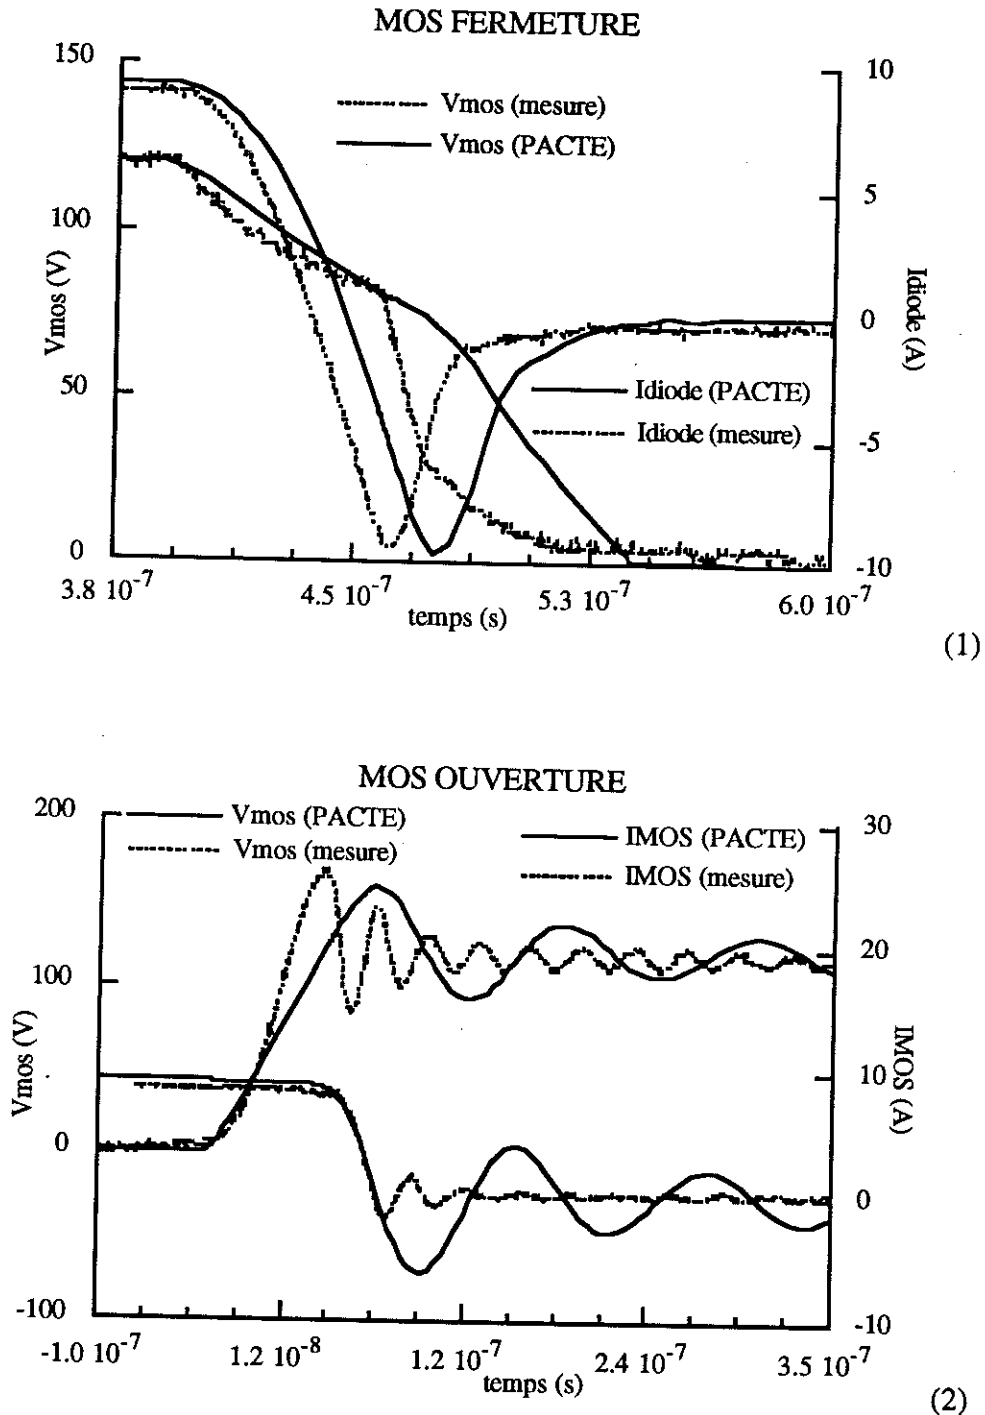 MOS FERMETURE
150
100
50
0
Vmos (V)
Vmos (mesure)
Vmos (PACTE)
10
5
0
-5
-10
Idiode (A)
Idiode (PACTE)
Idiode (mesure)
3.8 10-7
4.5 10-7
5.3 10-7
6.0 10-7
temps (s)
(1)
MOS OUVERTURE
200
100
0
-100
Vmos (V)
Vmos (PACTE)
Vmos (mesure)
IMOS (PACTE)
IMOS (mesure)
30
20
10
0
-10
IMOS (A)
-1.0 10-7
1.2 10-8
1.2 10-7
2.4 10-7
3.5 10-7
temps (s)
(2)